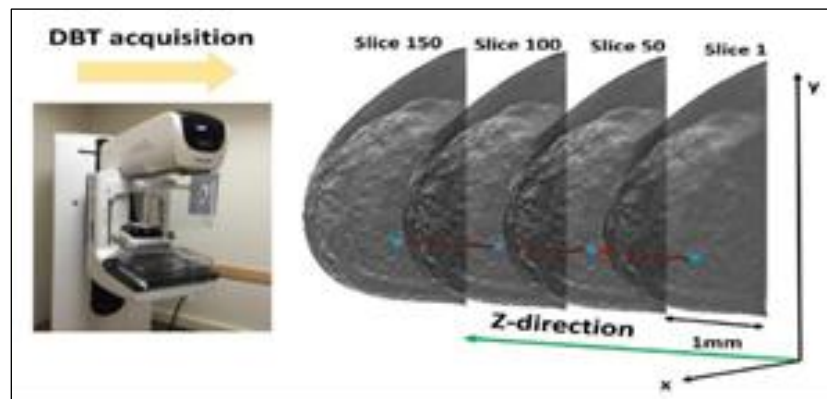 DBT acquisition
Slice 150 Slice 100 Slice 50 Slice 1
Y
Z-direction
1mm
X